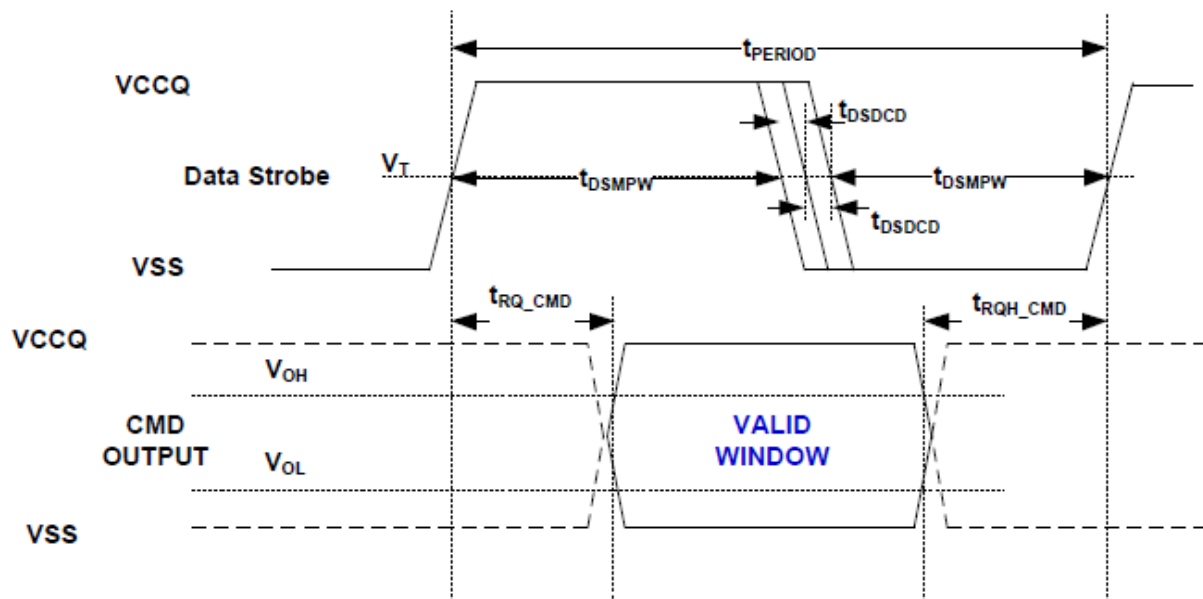 tPERIOD
VCCQ
tDSDCD
VT
Data Strobe
tDSMPW
tDSMPW
tDSDCD
VSS
tRQ_CMD
tRQH_CMD
VCCQ
VOH
CMD
OUTPUT
VALID
WINDOW
VOL
VSS